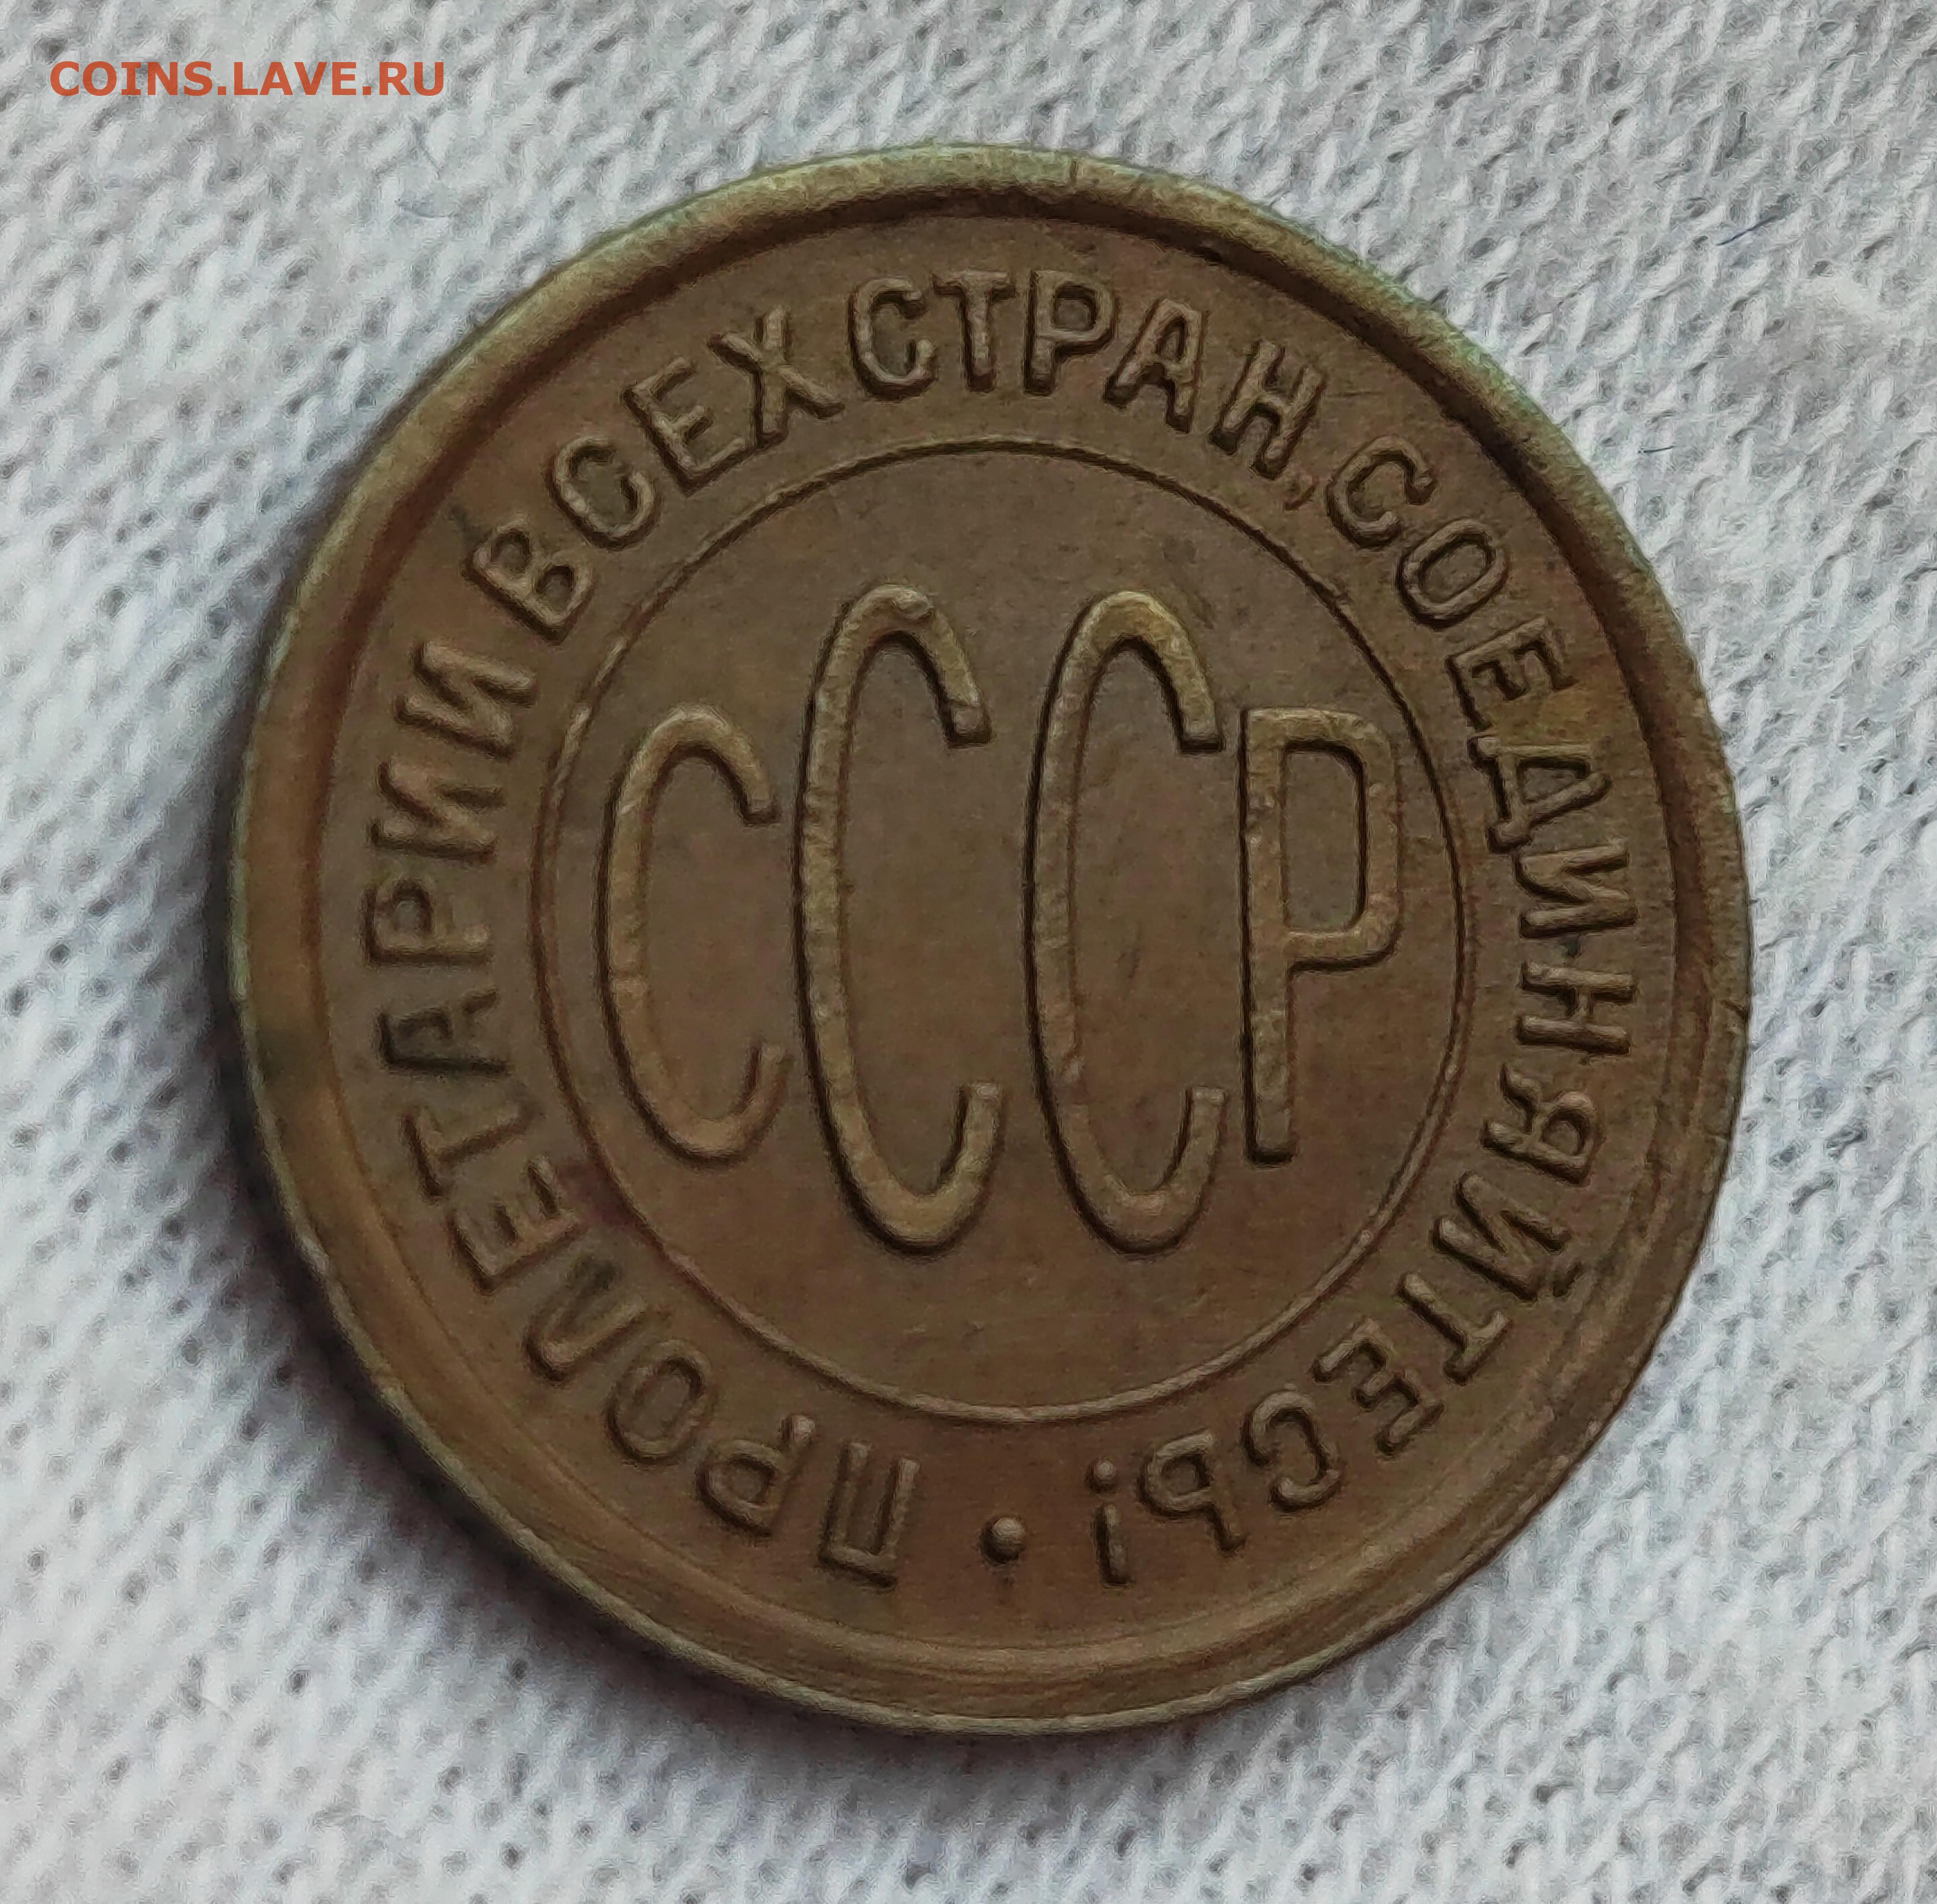 COINS.LAVE.RU
ПРОЛЕТАРИИ ВСЕХ СТРАН, СОЕДИНЯЙТЕСЬ!
СССР